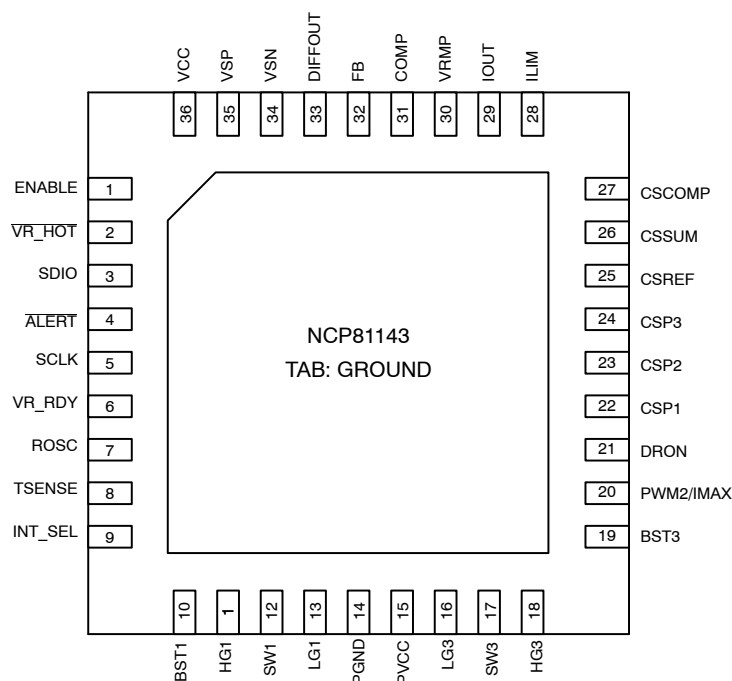 VCC
VSP
VSN
DIFFOUT
FB
COMP
VRMP
IOUT
ILIM
36
35
34
33
32
31
30
29
28
ENABLE 1
VR_HOT 2
SDIO 3
ALERT 4
SCLK 5
VR_RDY 6
ROSC 7
TSENSE 8
INT_SEL 9
NCP81143
TAB: GROUND
27 CSCOMP
26 CSSUM
25 CSREF
24 CSP3
23 CSP2
22 CSP1
21 DRON
20 PWM2/IMAX
19 BST3
10
1
12
13
14
15
16
17
18
BST1
HG1
SW1
LG1
PGND
PVCC
LG3
SW3
HG3